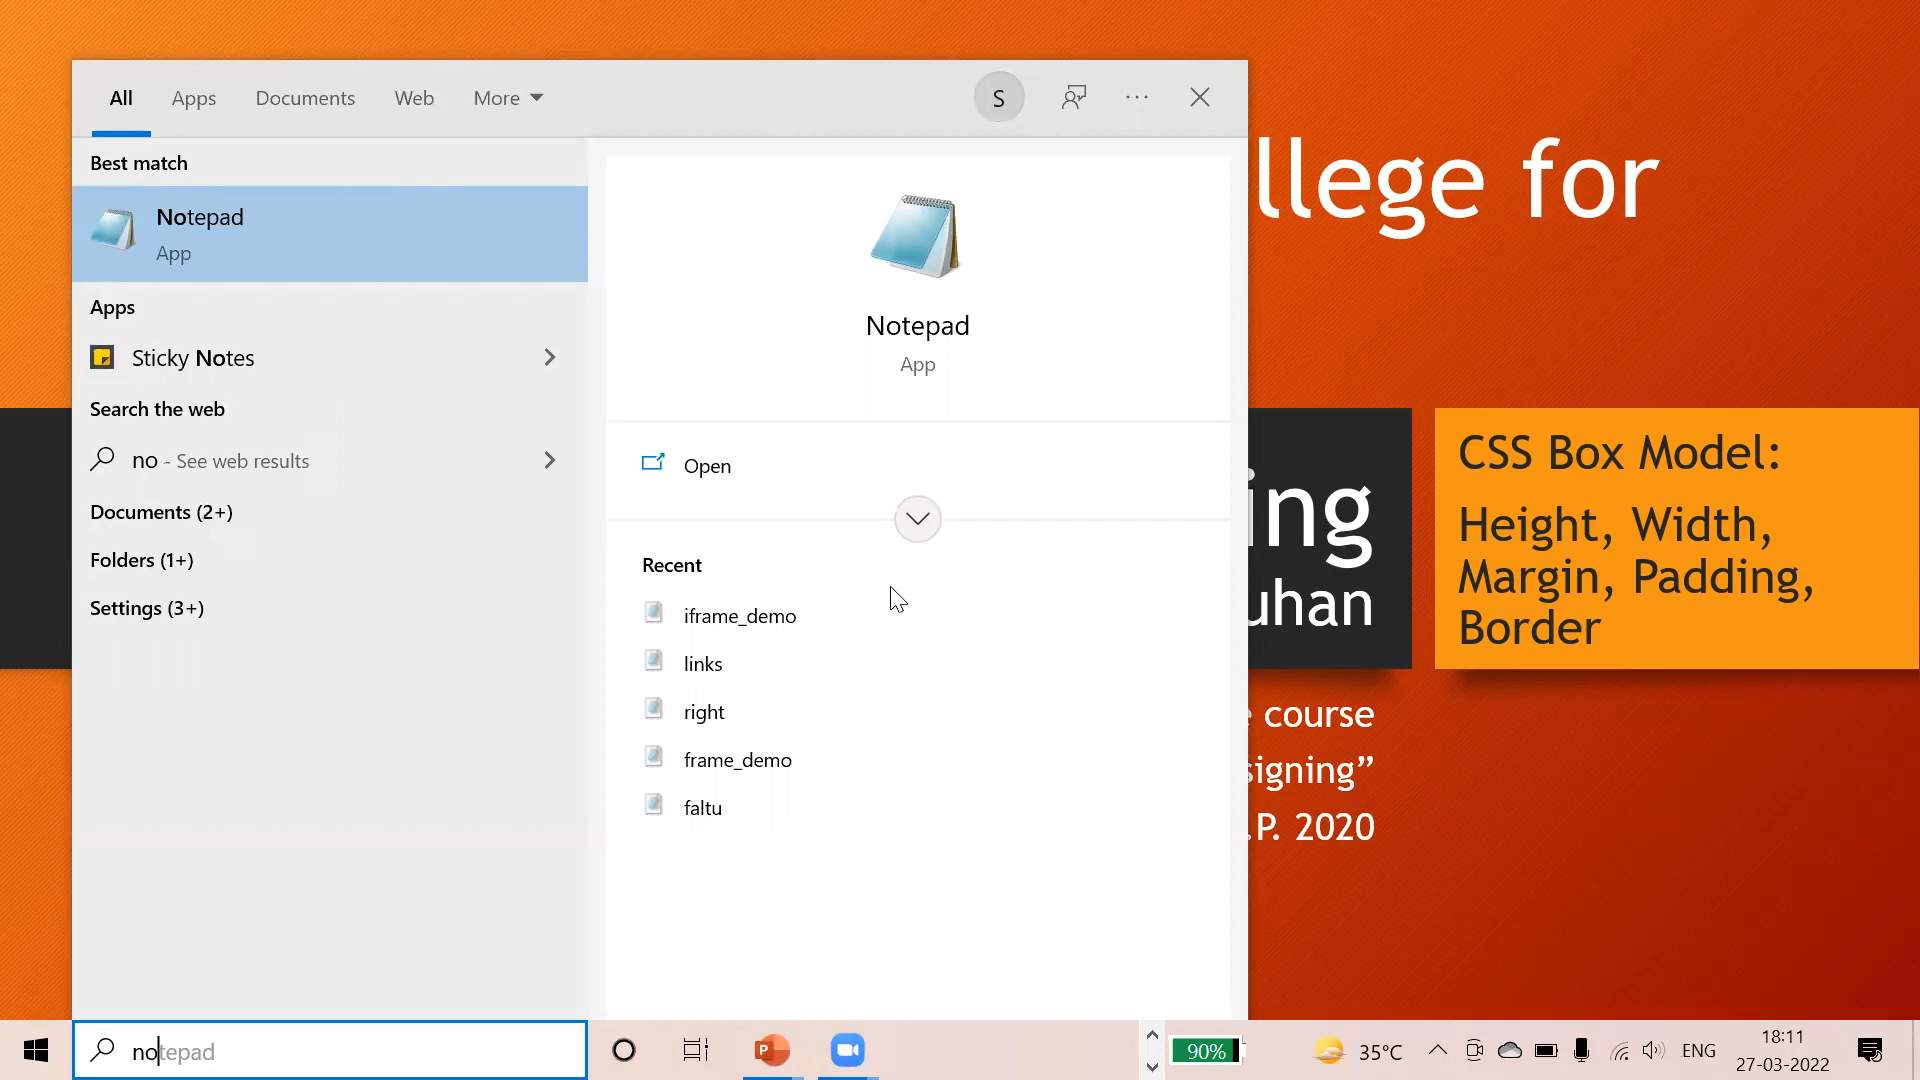 All Apps Documents Web More S
Best match
Notepad
App
Apps
Sticky Notes
Search the web
no - See web results
Documents (2+)
Folders (1+)
Settings (3+)
Notepad
App
Open
Recent
iframe_demo
links
right
frame_demo
faltu
llege for
ing
uhan
CSS Box Model:
Height, Width,
Margin, Padding,
Border
course
signing”
.P. 2020
notepad
90%
35°C
ENG
18:11
27-03-2022